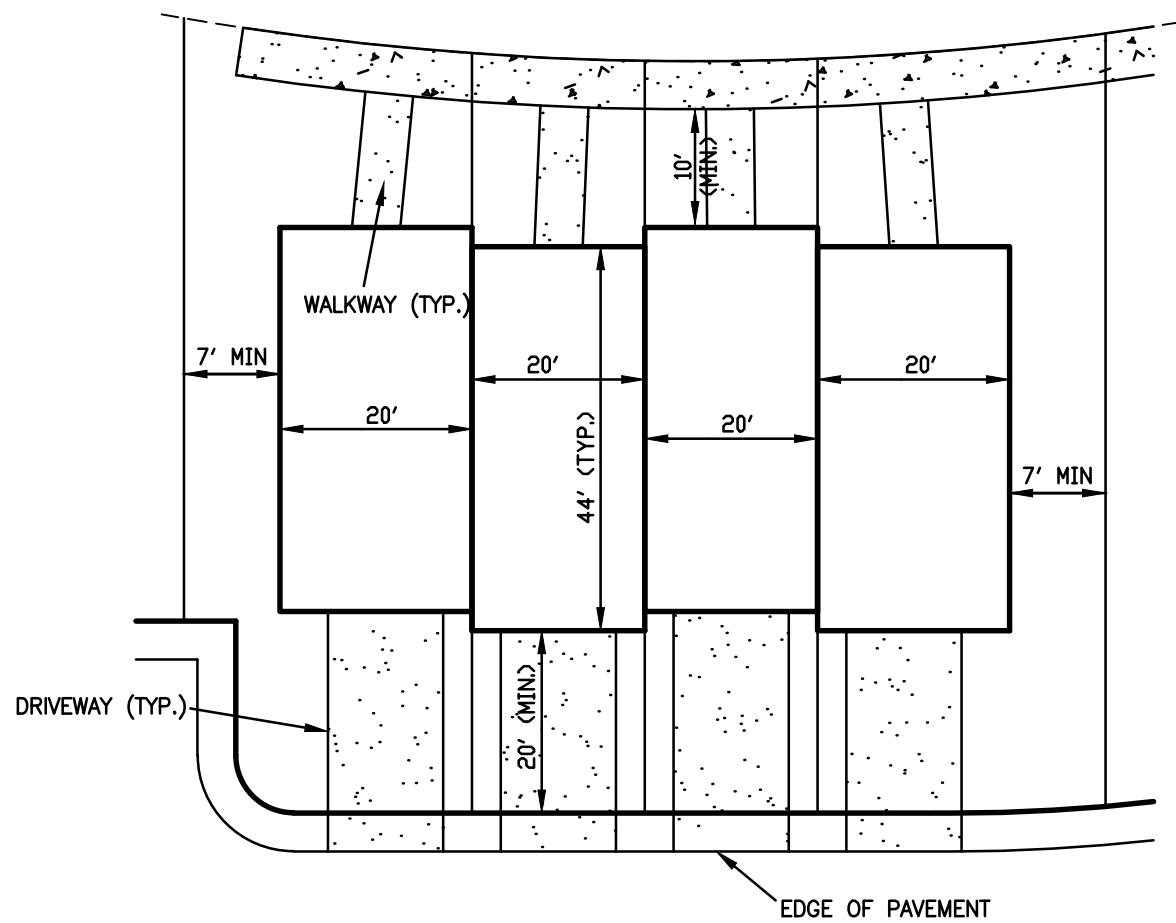 10' (MIN.)
WALKWAY (TYP.)
7' MIN
20'
20'
20'
20'
44' (TYP.)
7' MIN
DRIVEWAY (TYP.)
20' (MIN.)
EDGE OF PAVEMENT